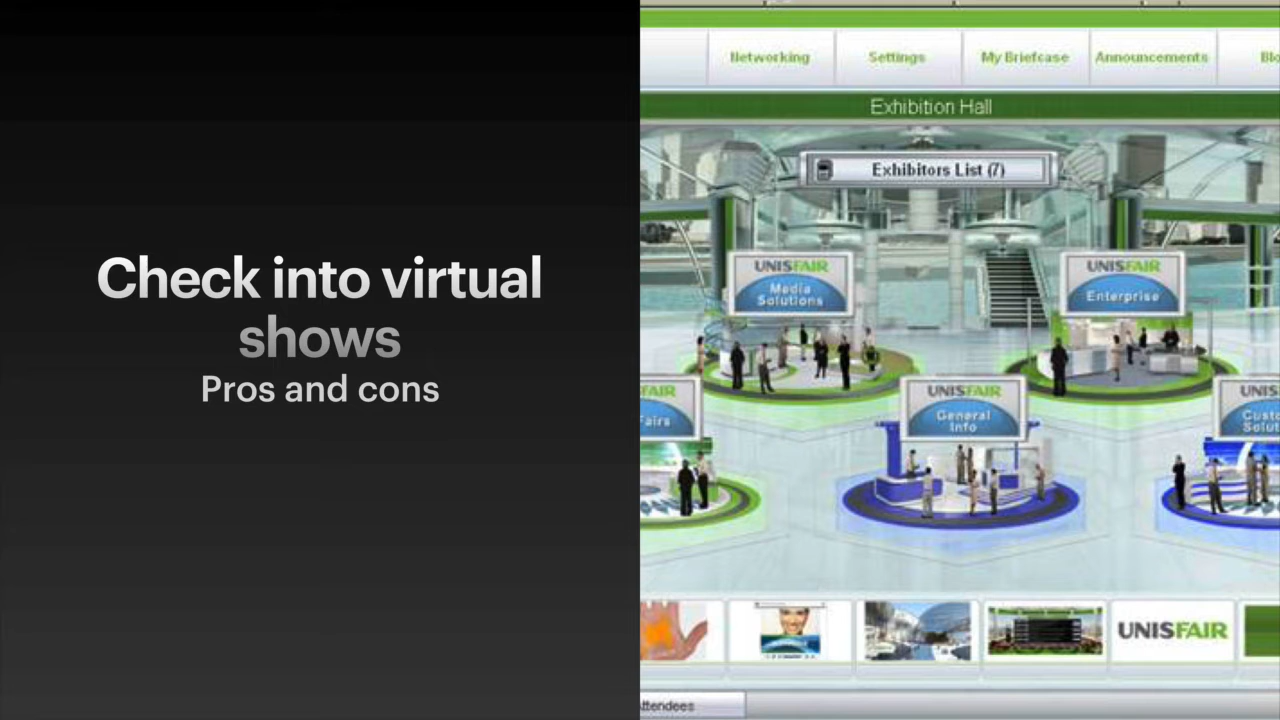 Check into virtual
shows
Pros and cons
Networking
Settings
My Briefcase
Announcements
Exhibition Hall
Exhibitors List (7)
UNISFAIR
Media
Solutions
UNISFAIR
Enterprise
UNISFAIR
General
Info
UNISFAIR